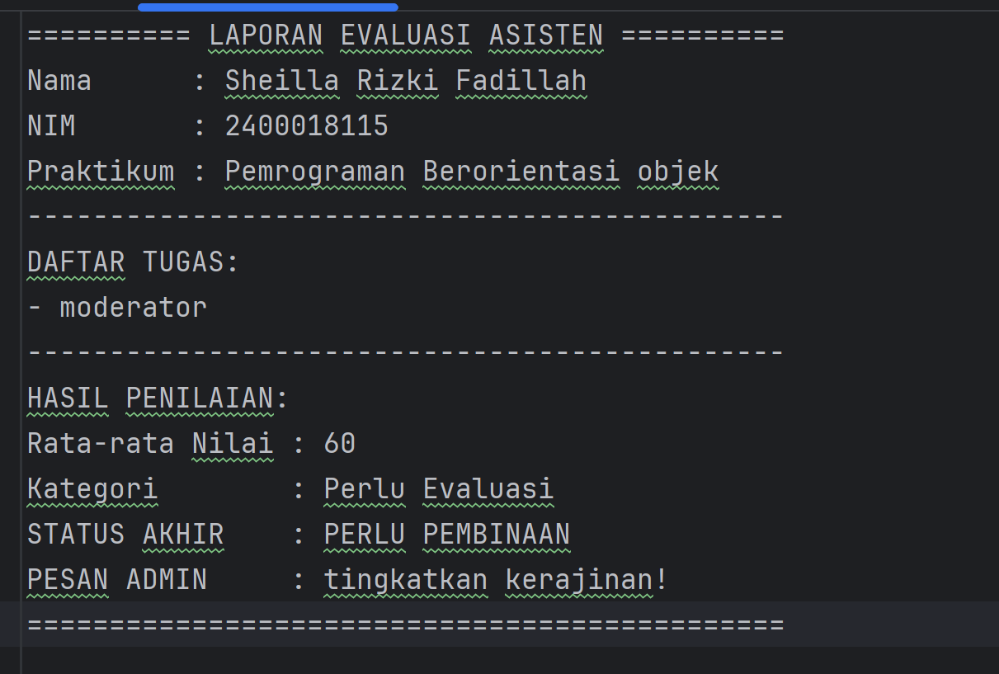 ========== LAPORAN EVALUASI ASISTEN ==========
Nama      : Sheilla Rizki Fadillah
NIM       : 2400018115
Praktikum : Pemrograman Berorientasi objek
----------------------------------------------
DAFTAR TUGAS:
- moderator
----------------------------------------------
HASIL PENILAIAN:
Rata-rata Nilai : 60
Kategori        : Perlu Evaluasi
STATUS AKHIR    : PERLU PEMBINAAN
PESAN ADMIN     : tingkatkan kerajinan!
==============================================